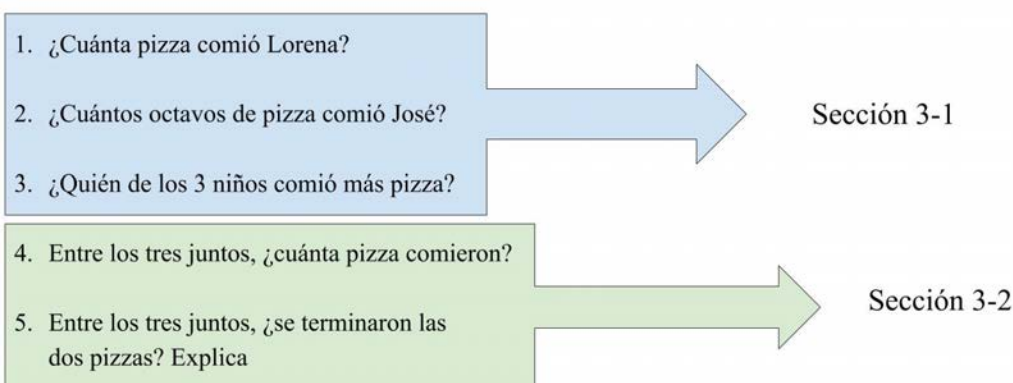 1. ¿Cuánta pizza comió Lorena?
2. ¿Cuántos octavos de pizza comió José?
3. ¿Quién de los 3 niños comió más pizza?
Sección 3-1
4. Entre los tres juntos, ¿cuánta pizza comieron?
5. Entre los tres juntos, ¿se terminaron las
dos pizzas? Explica
Sección 3-2